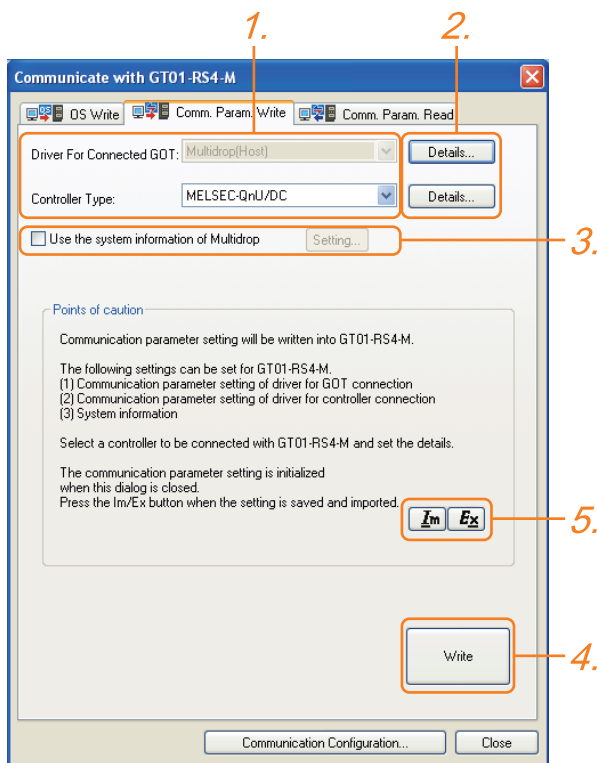 1. 2.
Communicate with GT01-RS4-M
OS Write Comm. Param. Write Comm. Param. Read
Driver For Connected GOT: Multidrop(Host) Details...
Controller Type: MELSEC-QnU/DC Details...
Use the system information of Multidrop Setting... 3.
Points of caution
Communication parameter setting will be written into GT01-RS4-M.
The following settings can be set for GT01-RS4-M.
(1) Communication parameter setting of driver for GOT connection
(2) Communication parameter setting of driver for controller connection
(3) System information
Select a controller to be connected with GT01-RS4-M and set the details.
The communication parameter setting is initialized
when this dialog is closed.
Press the Im/Ex button when the setting is saved and imported.
Im Ex 5.
Write 4.
Communication Configuration... Close